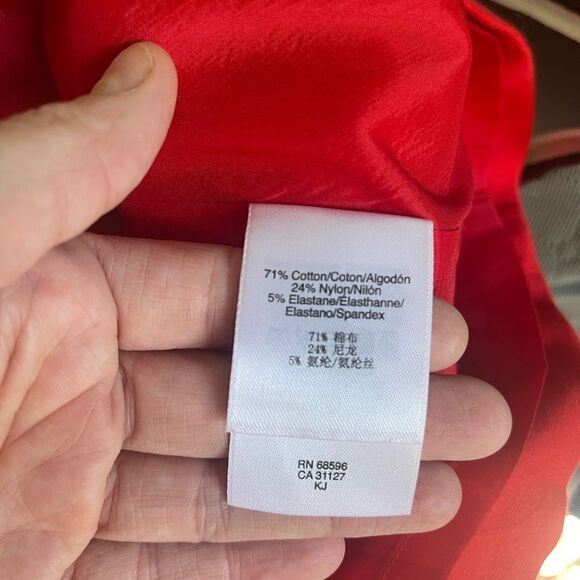 71% Cotton/Coton/Algodón
24% Nylon/Nilón
5% Elastane/Élasthanne/
Elastano/Spandex
71% 棉布
24% 尼龙
5% 氨纶/氨纶丝
RN 68596
CA 31127
KJ